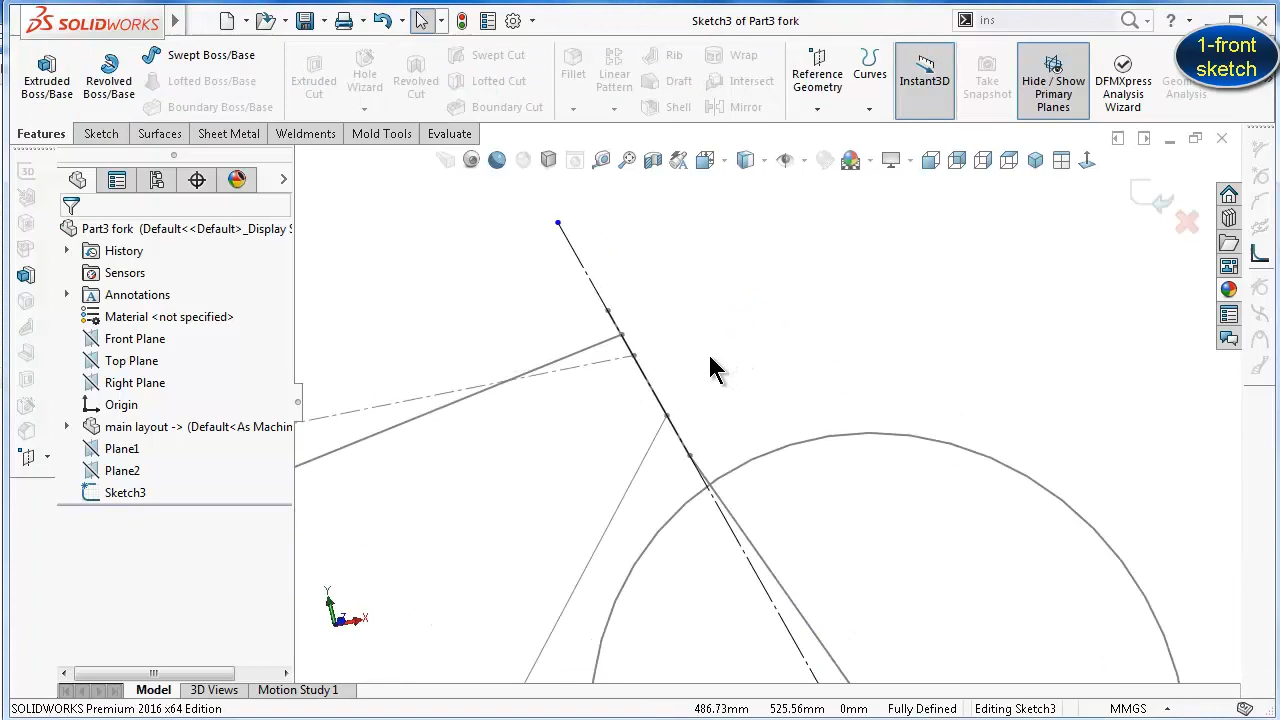 SOLIDWORKS
Sketch3 of Part3 fork
ins
1-front
sketch
Extruded
Boss/Base
Revolved
Boss/Base
Swept Boss/Base
Lofted Boss/Base
Boundary Boss/Base
Extruded
Cut
Hole
Wizard
Revolved
Cut
Swept Cut
Lofted Cut
Boundary Cut
Fillet
Linear
Pattern
Rib
Draft
Shell
Wrap
Intersect
Mirror
Reference
Geometry
Curves
Instant3D
Take
Snapshot
Hide / Show
Primary
Planes
DFMXpress
Analysis
Wizard
Analysis
Features
Sketch
Surfaces
Sheet Metal
Weldments
Mold Tools
Evaluate
3D
Part3 fork (Default<<Default>_Display S
History
Sensors
Annotations
Material <not specified>
Front Plane
Top Plane
Right Plane
Origin
main layout -> (Default<As Machin
Plane1
Plane2
Sketch3
Y
Z
X
Model
3D Views
Motion Study 1
SOLIDWORKS Premium 2016 x64 Edition
486.73mm
525.56mm
0mm
Fully Defined
Editing Sketch3
MMGS